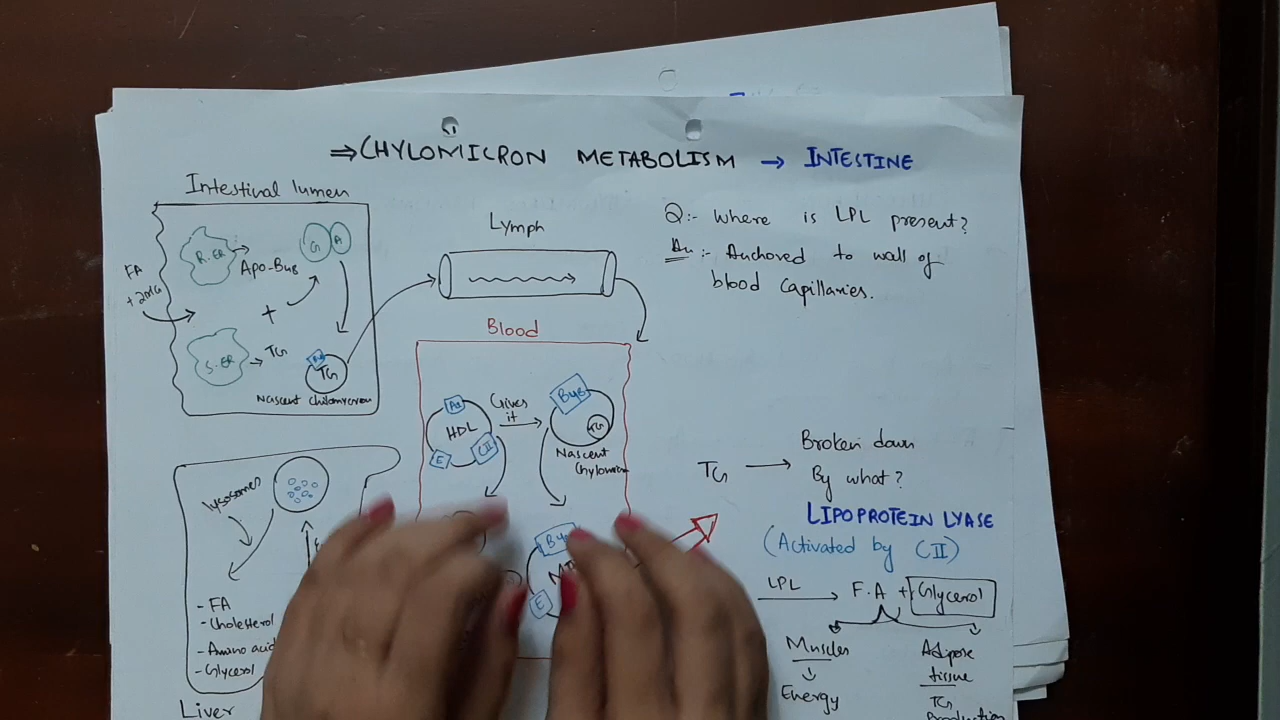 ⇒ CHYLOMICRON METABOLISM → INTESTINE
Intestinal lumen
R.ER
Apo-B48
G A
FA
+ 2MG
+
S.ER → TG
TG
Nascent Chilomycron
Lymph
Q:- Where is LPL present?
An :- Anchored to wall of
blood capillaries.
Blood
HDL
CII
E
Gives
it
B48
TG
Nascent
Chylomicron
E
TG → Broken down
By what?
LIPOPROTEIN LYASE
(Activated by CII)
LPL → F.A + Glycerol
Muscles
Energy
Adipose
tissue
TG
Production
lysosomes
- FA
- Cholesterol
- Amino acid
- Glycerol
Liver